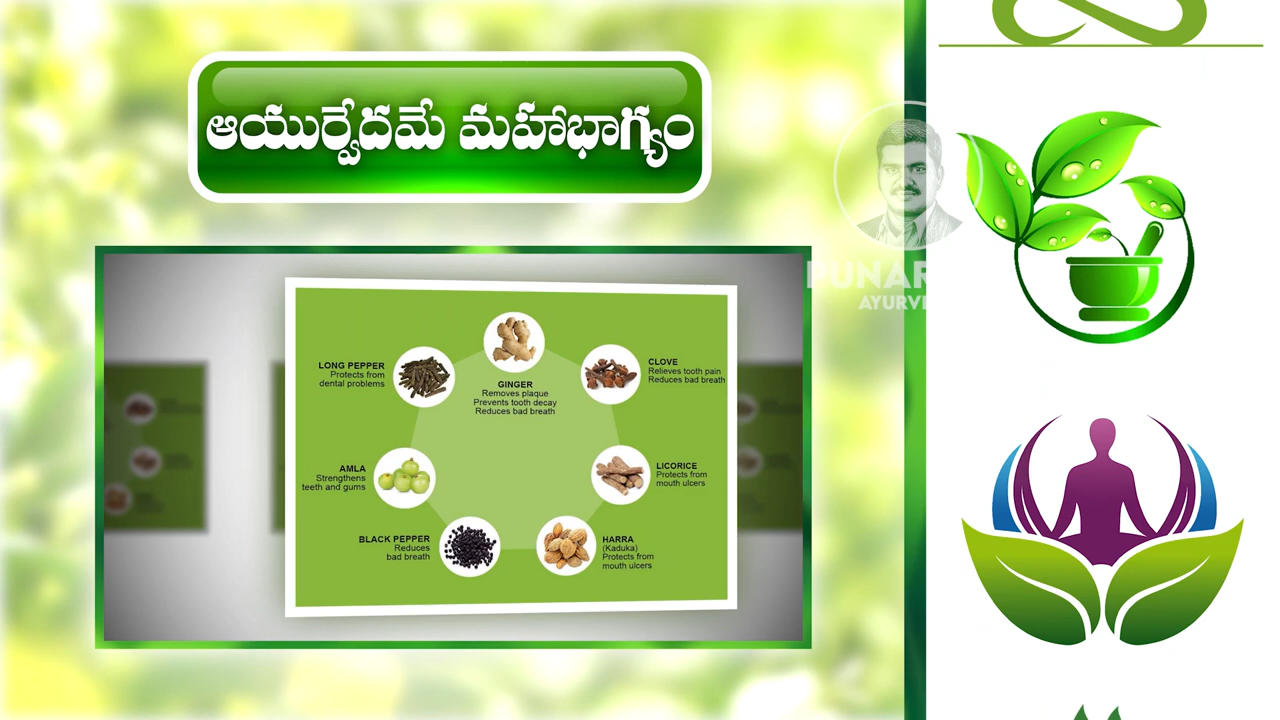 ఆయుర్వేదమే మహాభాగ్యం
PUNAR
AYURV
GINGER
Removes plaque
Prevents tooth decay
Reduces bad breath
CLOVE
Relieves tooth pain
Reduces bad breath
LICORICE
Protects from
mouth ulcers
HARRA
(Kaduka)
Protects from
mouth ulcers
BLACK PEPPER
Reduces
bad breath
AMLA
Strengthens
teeth and gums
LONG PEPPER
Protects from
dental problems